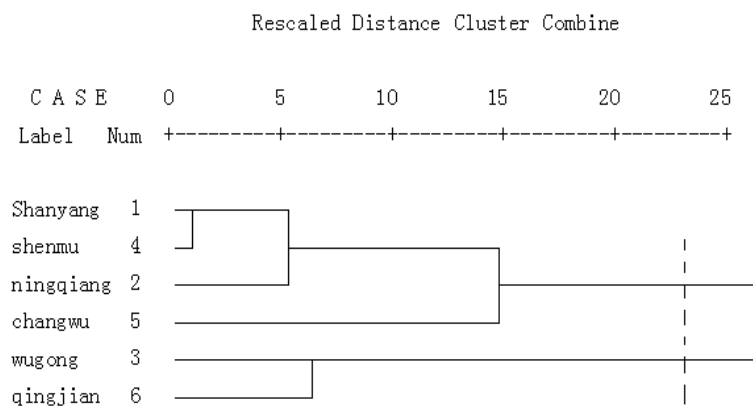 Rescaled Distance Cluster Combine
C A S E 0 5 10 15 20 25
Label Num +---------+---------+---------+---------+---------+
Shanyang 1
shenmu 4
ningqiang 2
changwu 5
wugong 3
qingjian 6